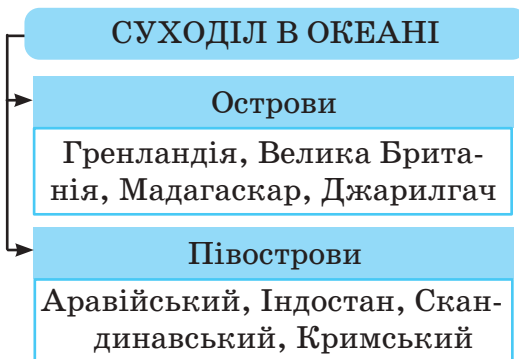 СУХОДІЛ В ОКЕАНІ
Острови
Гренландія, Велика Брита-
нія, Мадагаскар, Джарилгач
Півострови
Аравійський, Індостан, Скан-
динавський, Кримський